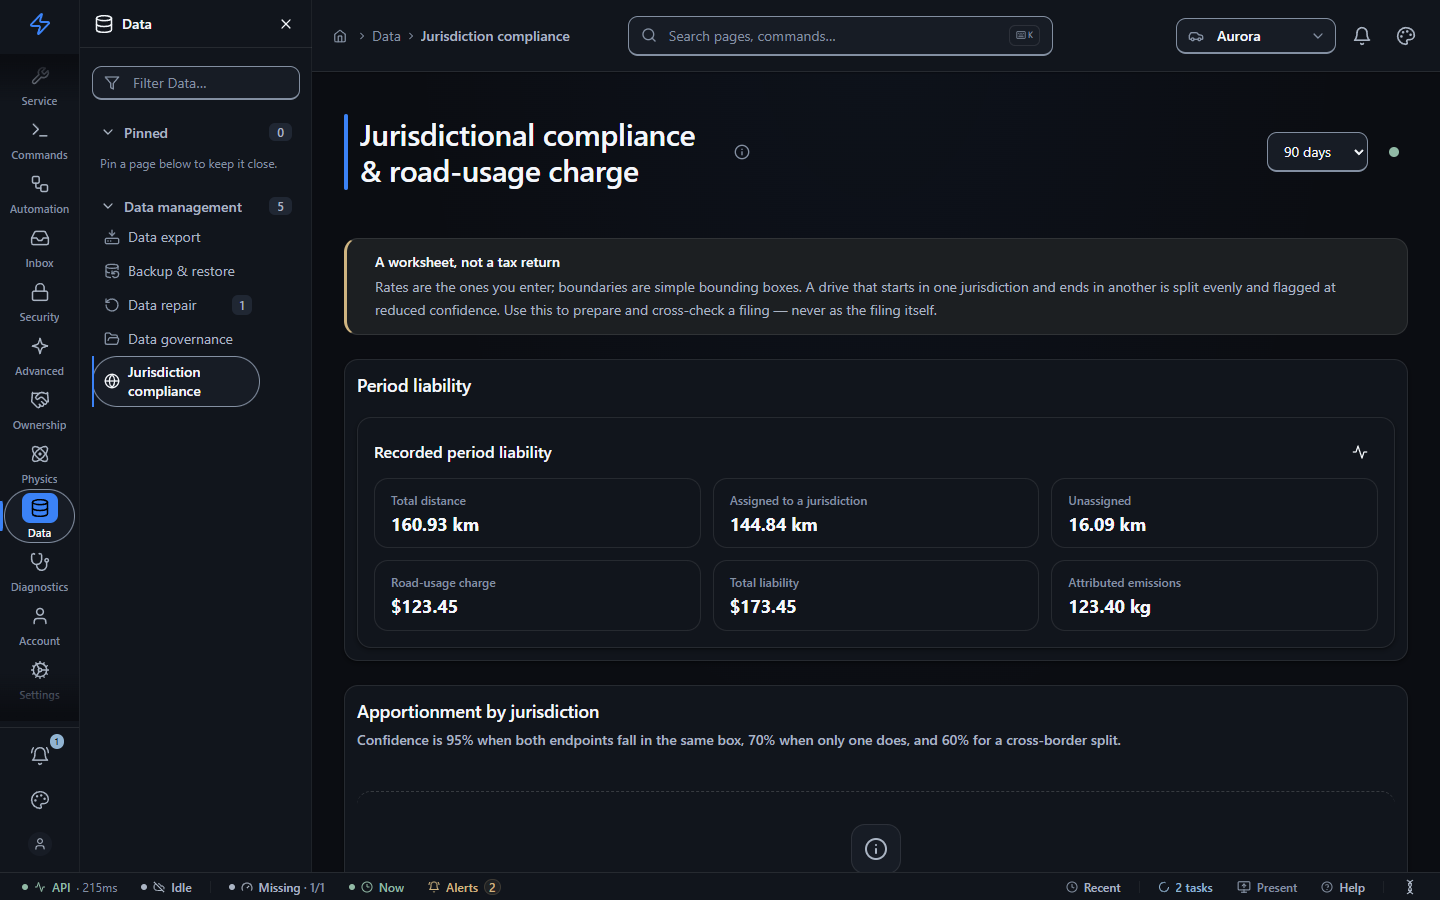 Data
Data
Jurisdiction compliance
Search pages, commands...
K
Aurora
Service
Commands
Automation
Inbox
Security
Advanced
Ownership
Physics
Data
Diagnostics
Account
Settings
1
Filter Data...
Pinned
0
Pin a page below to keep it close.
Data management
5
Data export
Backup & restore
Data repair
1
Data governance
Jurisdiction
compliance
Jurisdictional compliance
& road-usage charge
90 days
A worksheet, not a tax return
Rates are the ones you enter; boundaries are simple bounding boxes. A drive that starts in one jurisdiction and ends in another is split evenly and flagged at
reduced confidence. Use this to prepare and cross-check a filing — never as the filing itself.
Period liability
Recorded period liability
Total distance
160.93 km
Assigned to a jurisdiction
144.84 km
Unassigned
16.09 km
Road-usage charge
$123.45
Total liability
$173.45
Attributed emissions
123.40 kg
Apportionment by jurisdiction
Confidence is 95% when both endpoints fall in the same box, 70% when only one does, and 60% for a cross-border split.
API · 215ms
Idle
Missing · 1/1
Now
Alerts 2
Recent
2 tasks
Present
Help